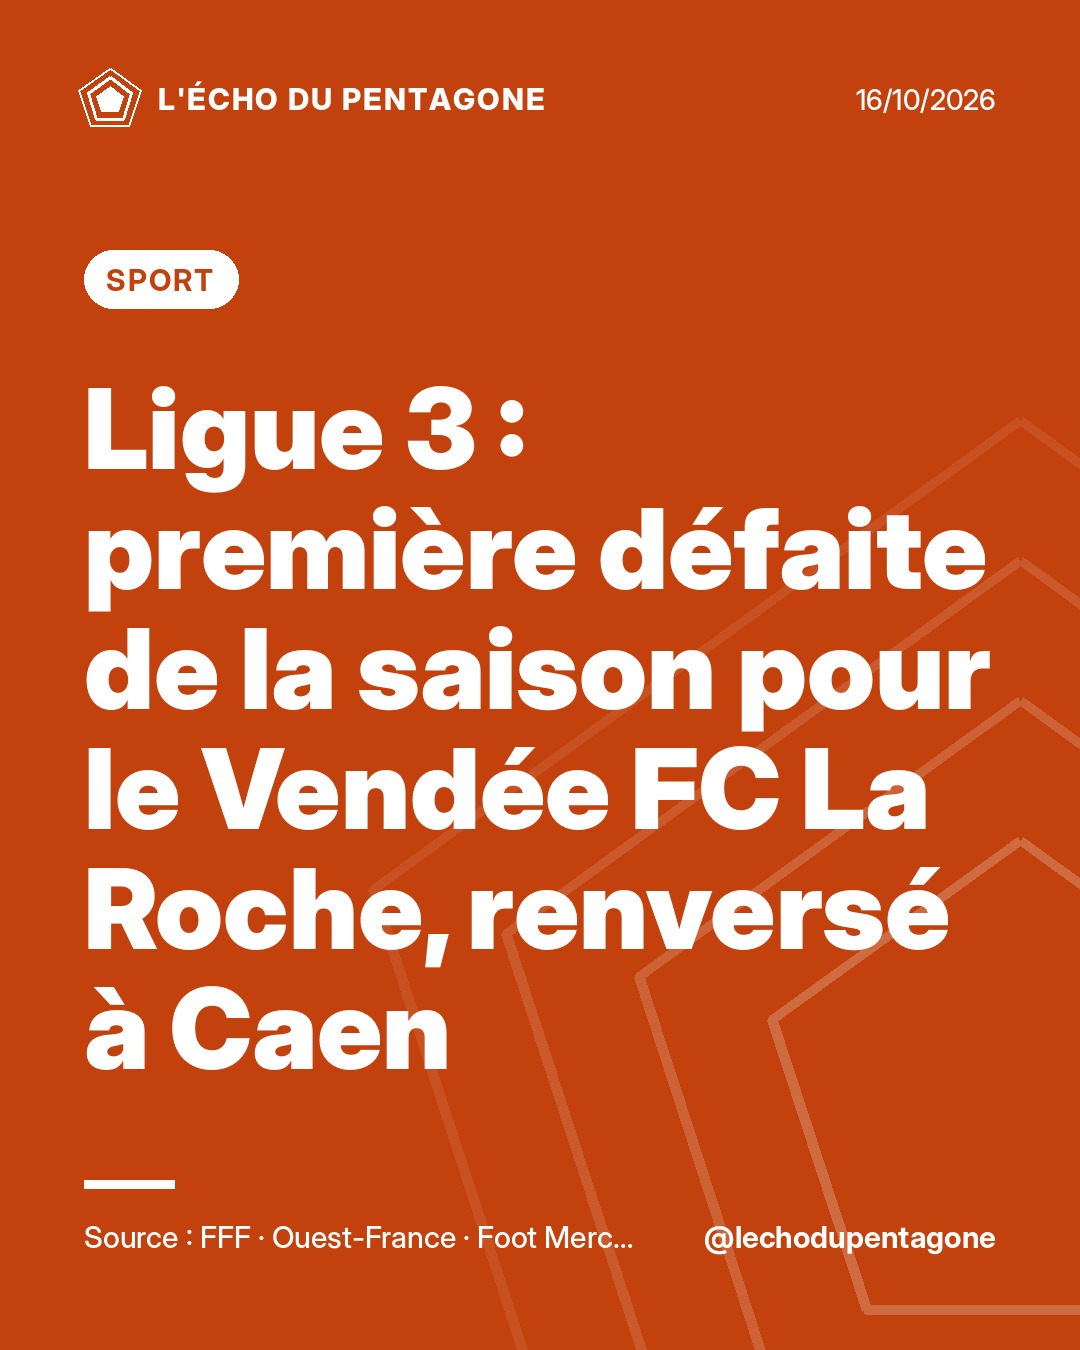 L'ÉCHO DU PENTAGONE
16/10/2026
SPORT
Ligue 3 :
première défaite
de la saison pour
le Vendée FC La
Roche, renversé
à Caen
Source : FFF · Ouest-France · Foot Merc...
@lechodupentagone